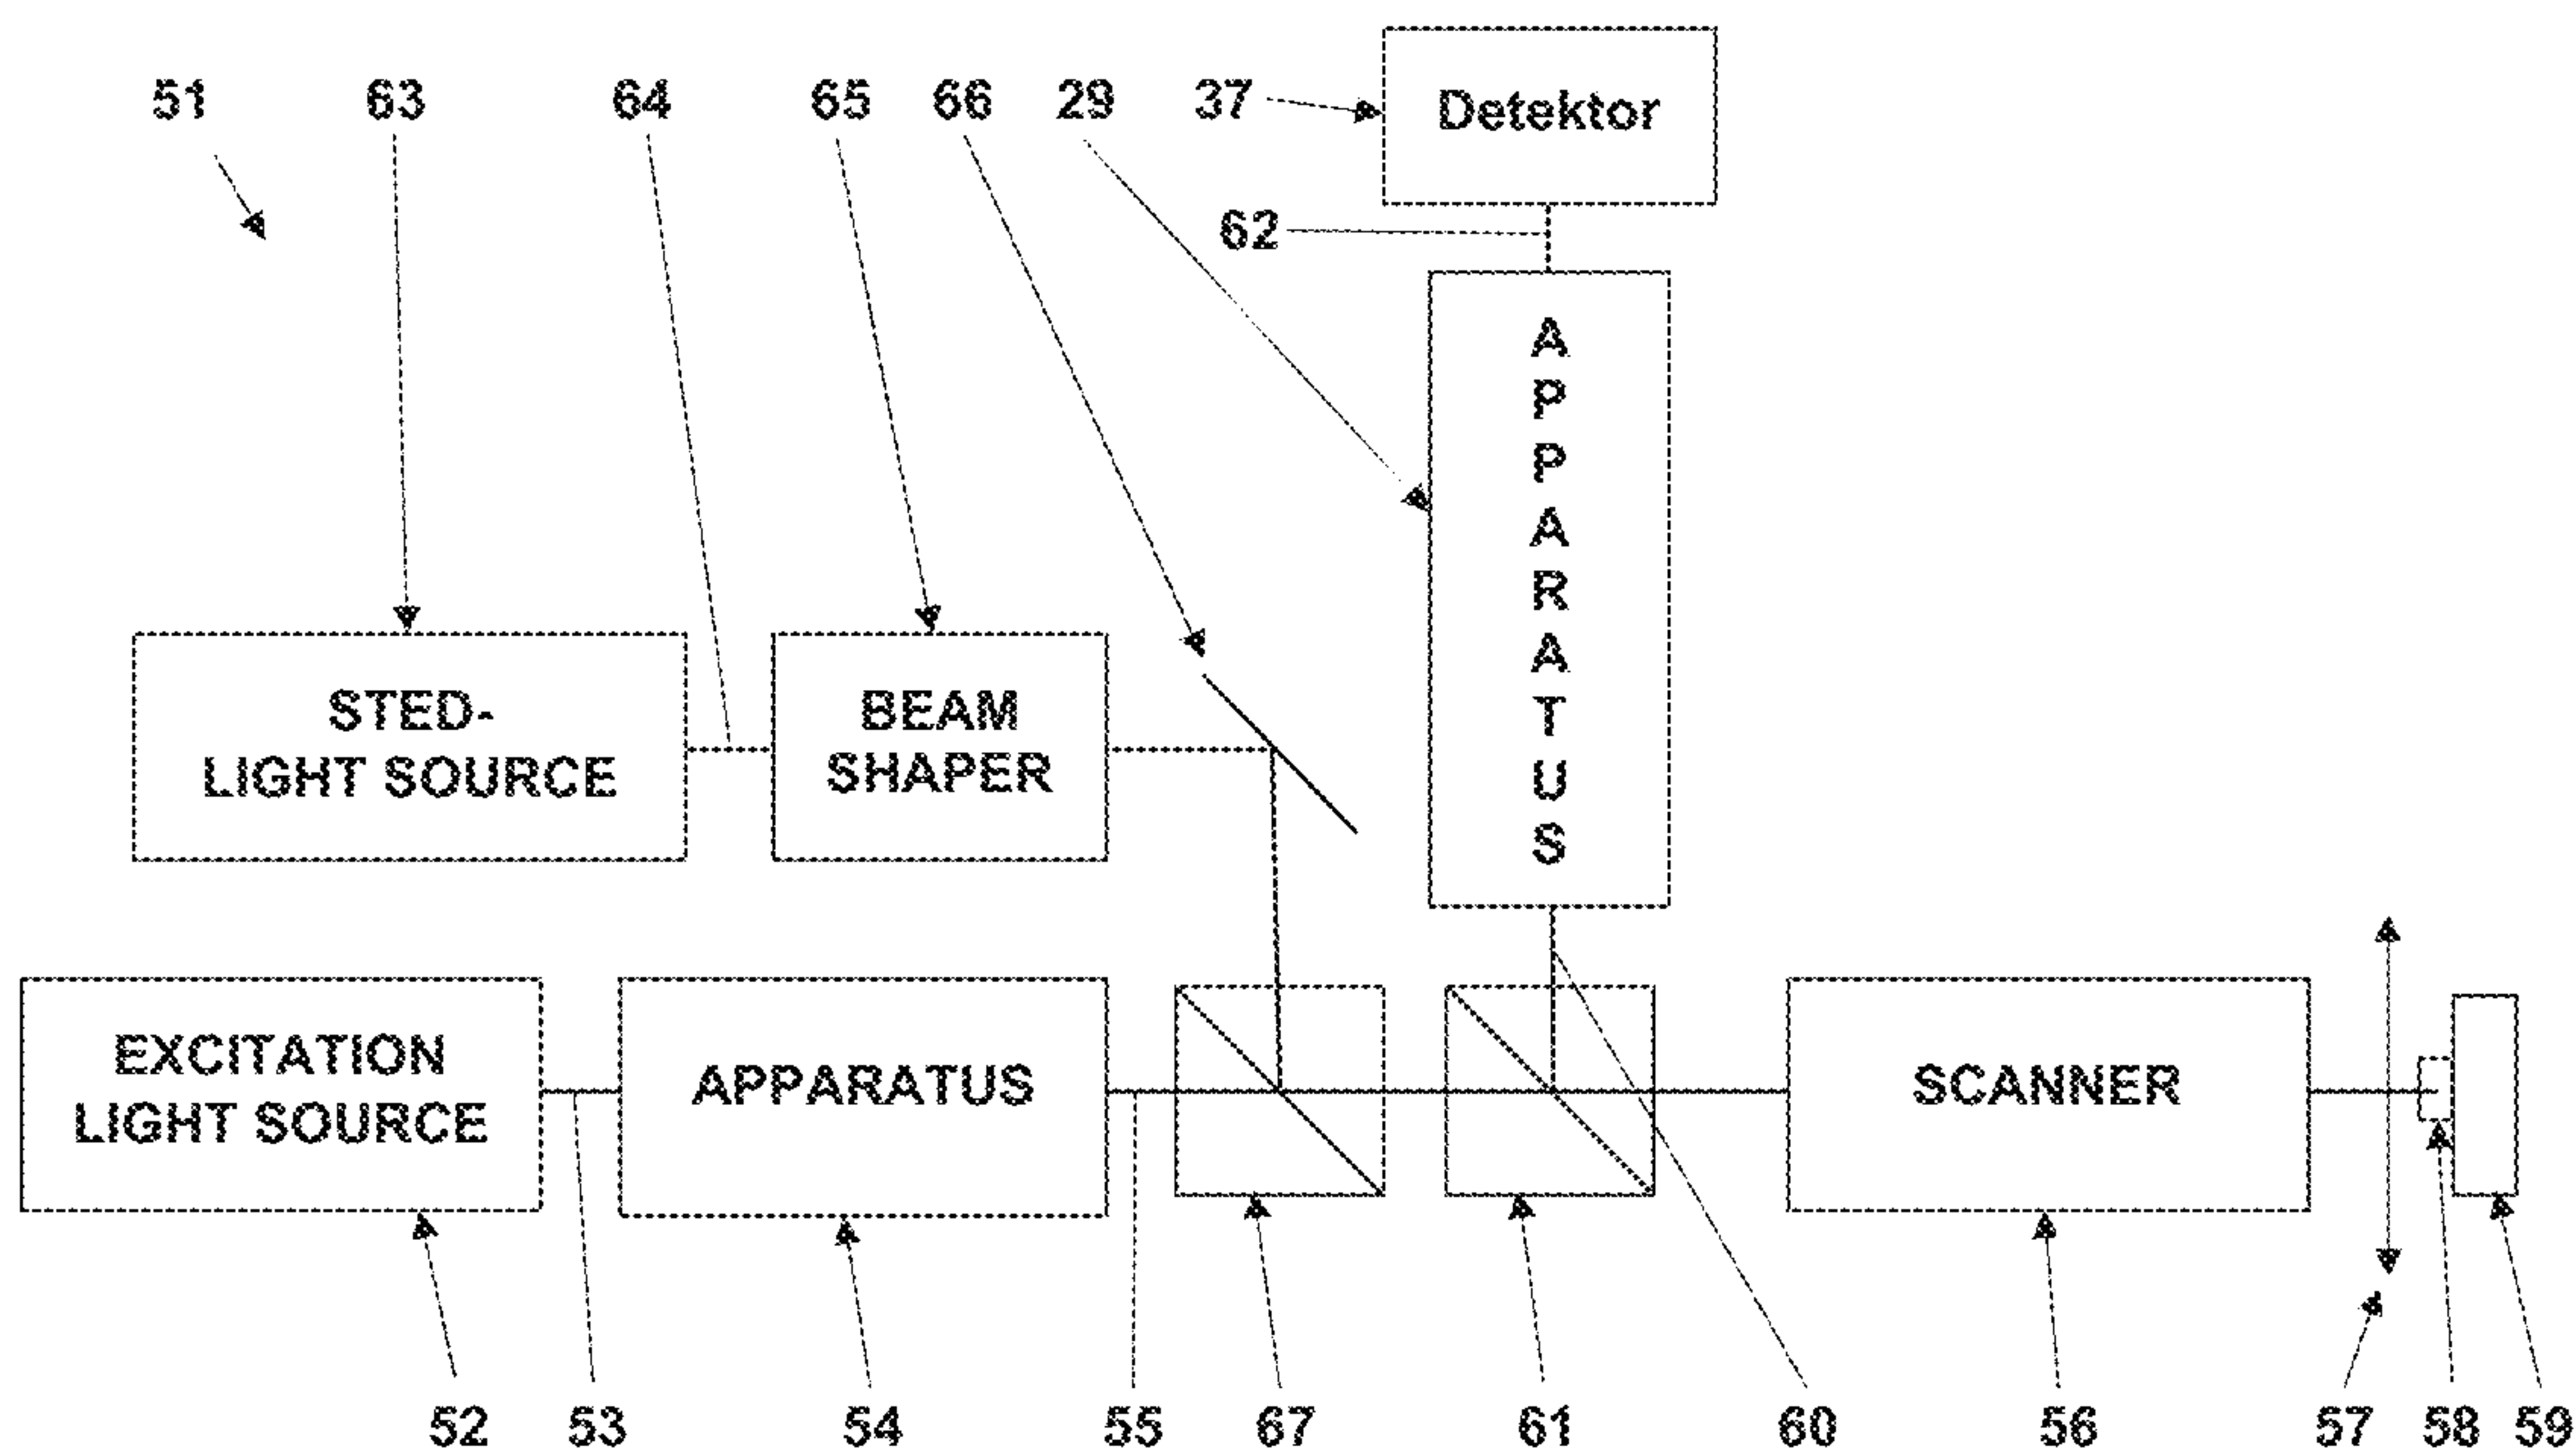 51 63 64 65 66 29 37 Detektor
62
A
P
P
A
R
A
T
U
S
STED-
LIGHT SOURCE
BEAM
SHAPER
EXCITATION
LIGHT SOURCE
APPARATUS
SCANNER
52 53 54 55 67 61 60 56 57 58 59